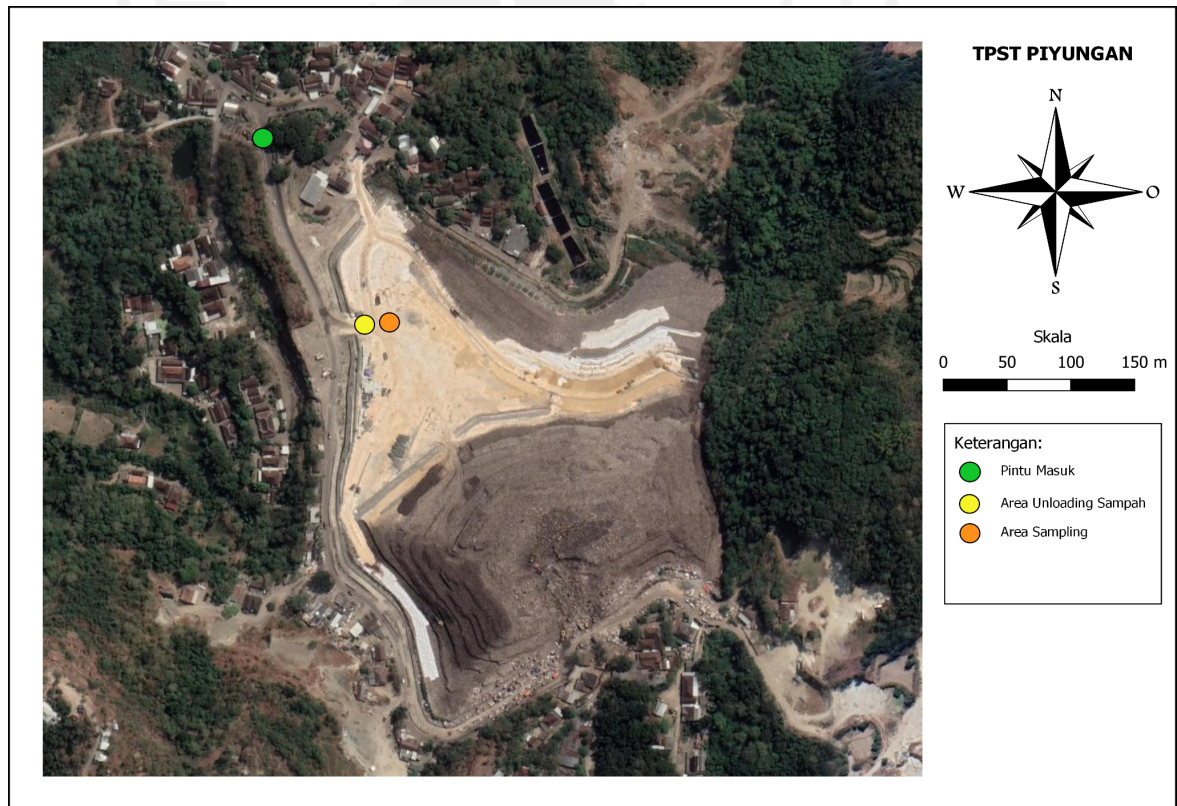 TPST PIYUNGAN
N
W O
S
Skala
0 50 100 150 m
Keterangan:
Pintu Masuk
Area Unloading Sampah
Area Sampling